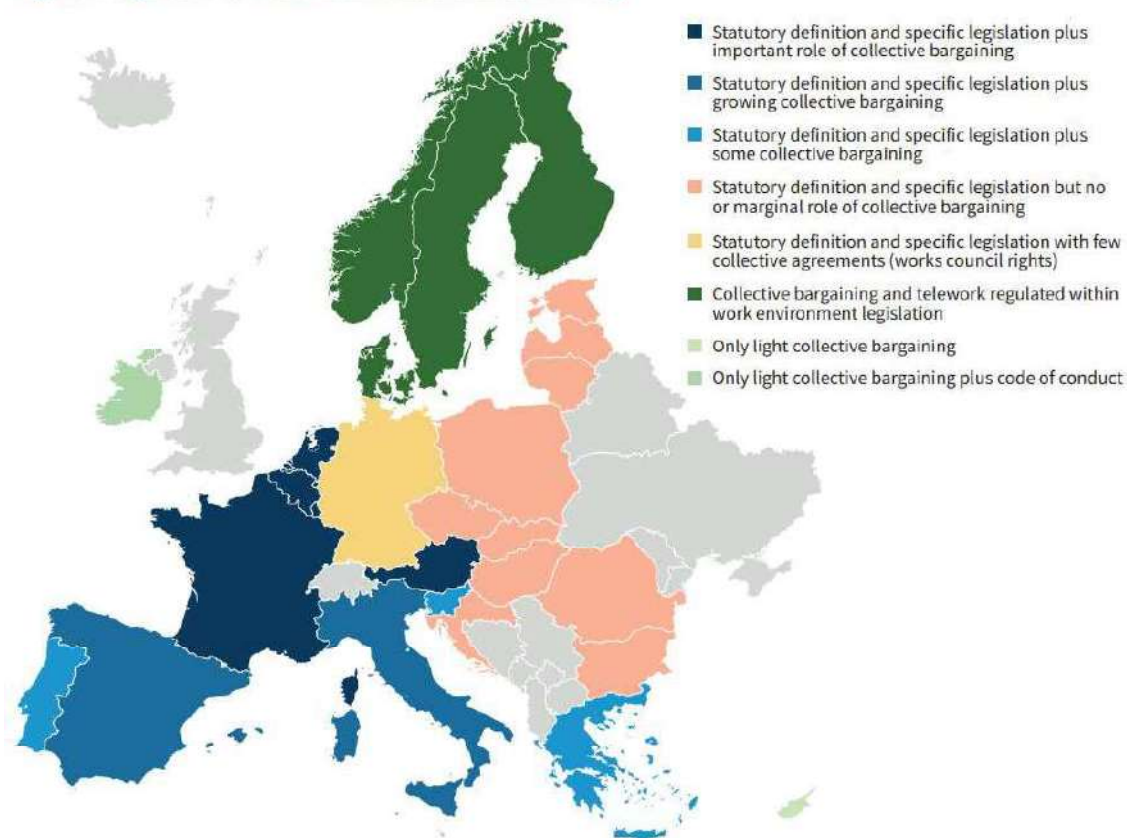 Statutory definition and specific legislation plus
important role of collective bargaining
Statutory definition and specific legislation plus
growing collective bargaining
Statutory definition and specific legislation plus
some collective bargaining
Statutory definition and specific legislation but no
or marginal role of collective bargaining
Statutory definition and specific legislation with few
collective agreements (works council rights)
Collective bargaining and telework regulated within
work environment legislation
Only light collective bargaining
Only light collective bargaining plus code of conduct